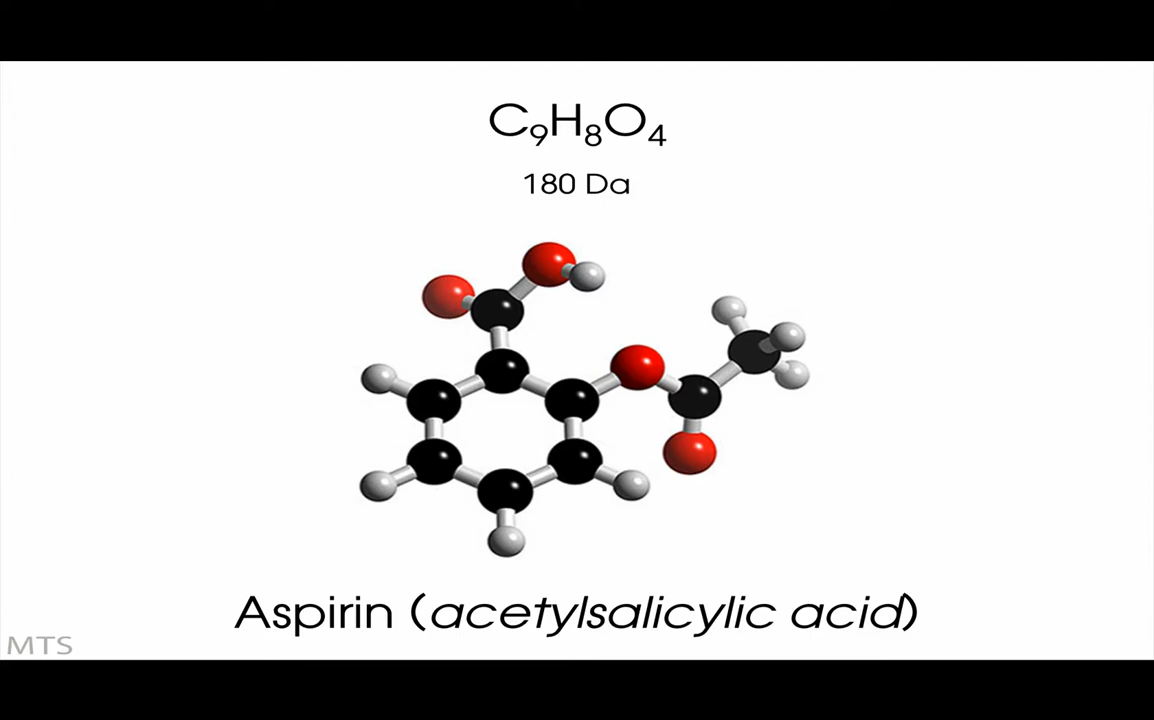 C₉H₈O₄
180 Da
Aspirin (acetylsalicylic acid)
MTS